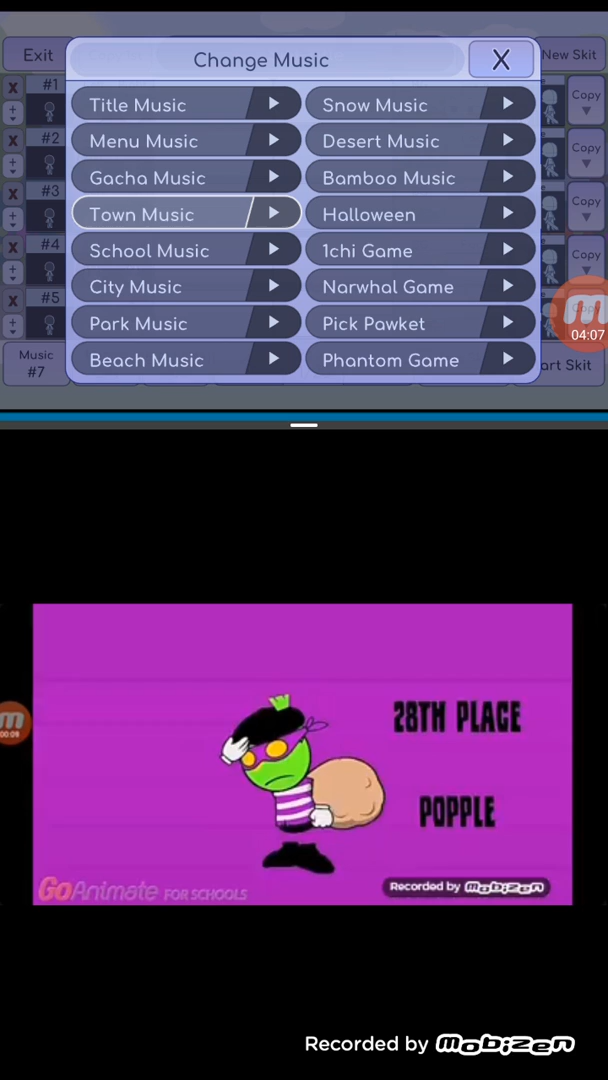 Exit
Change Music
X
New Skit
Title Music
Snow Music
Menu Music
Desert Music
Gacha Music
Bamboo Music
Town Music
Halloween
School Music
1chi Game
City Music
Narwhal Game
Park Music
Pick Pawket
Beach Music
Phantom Game
X #1
Copy
X #2
Copy
X #3
Copy
X #4
Copy
X #5
Copy
04:07
Music
#7
art Skit
28TH PLACE
POPPLE
00:09
GoAnimate FOR SCHOOLS
Recorded by mobizen
Recorded by mobizen